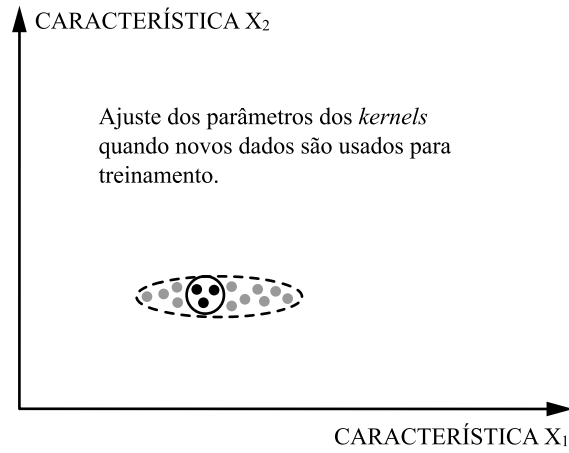 CARACTERÍSTICA X₂
Ajuste dos parâmetros dos kernels
quando novos dados são usados para
treinamento.
CARACTERÍSTICA X₁